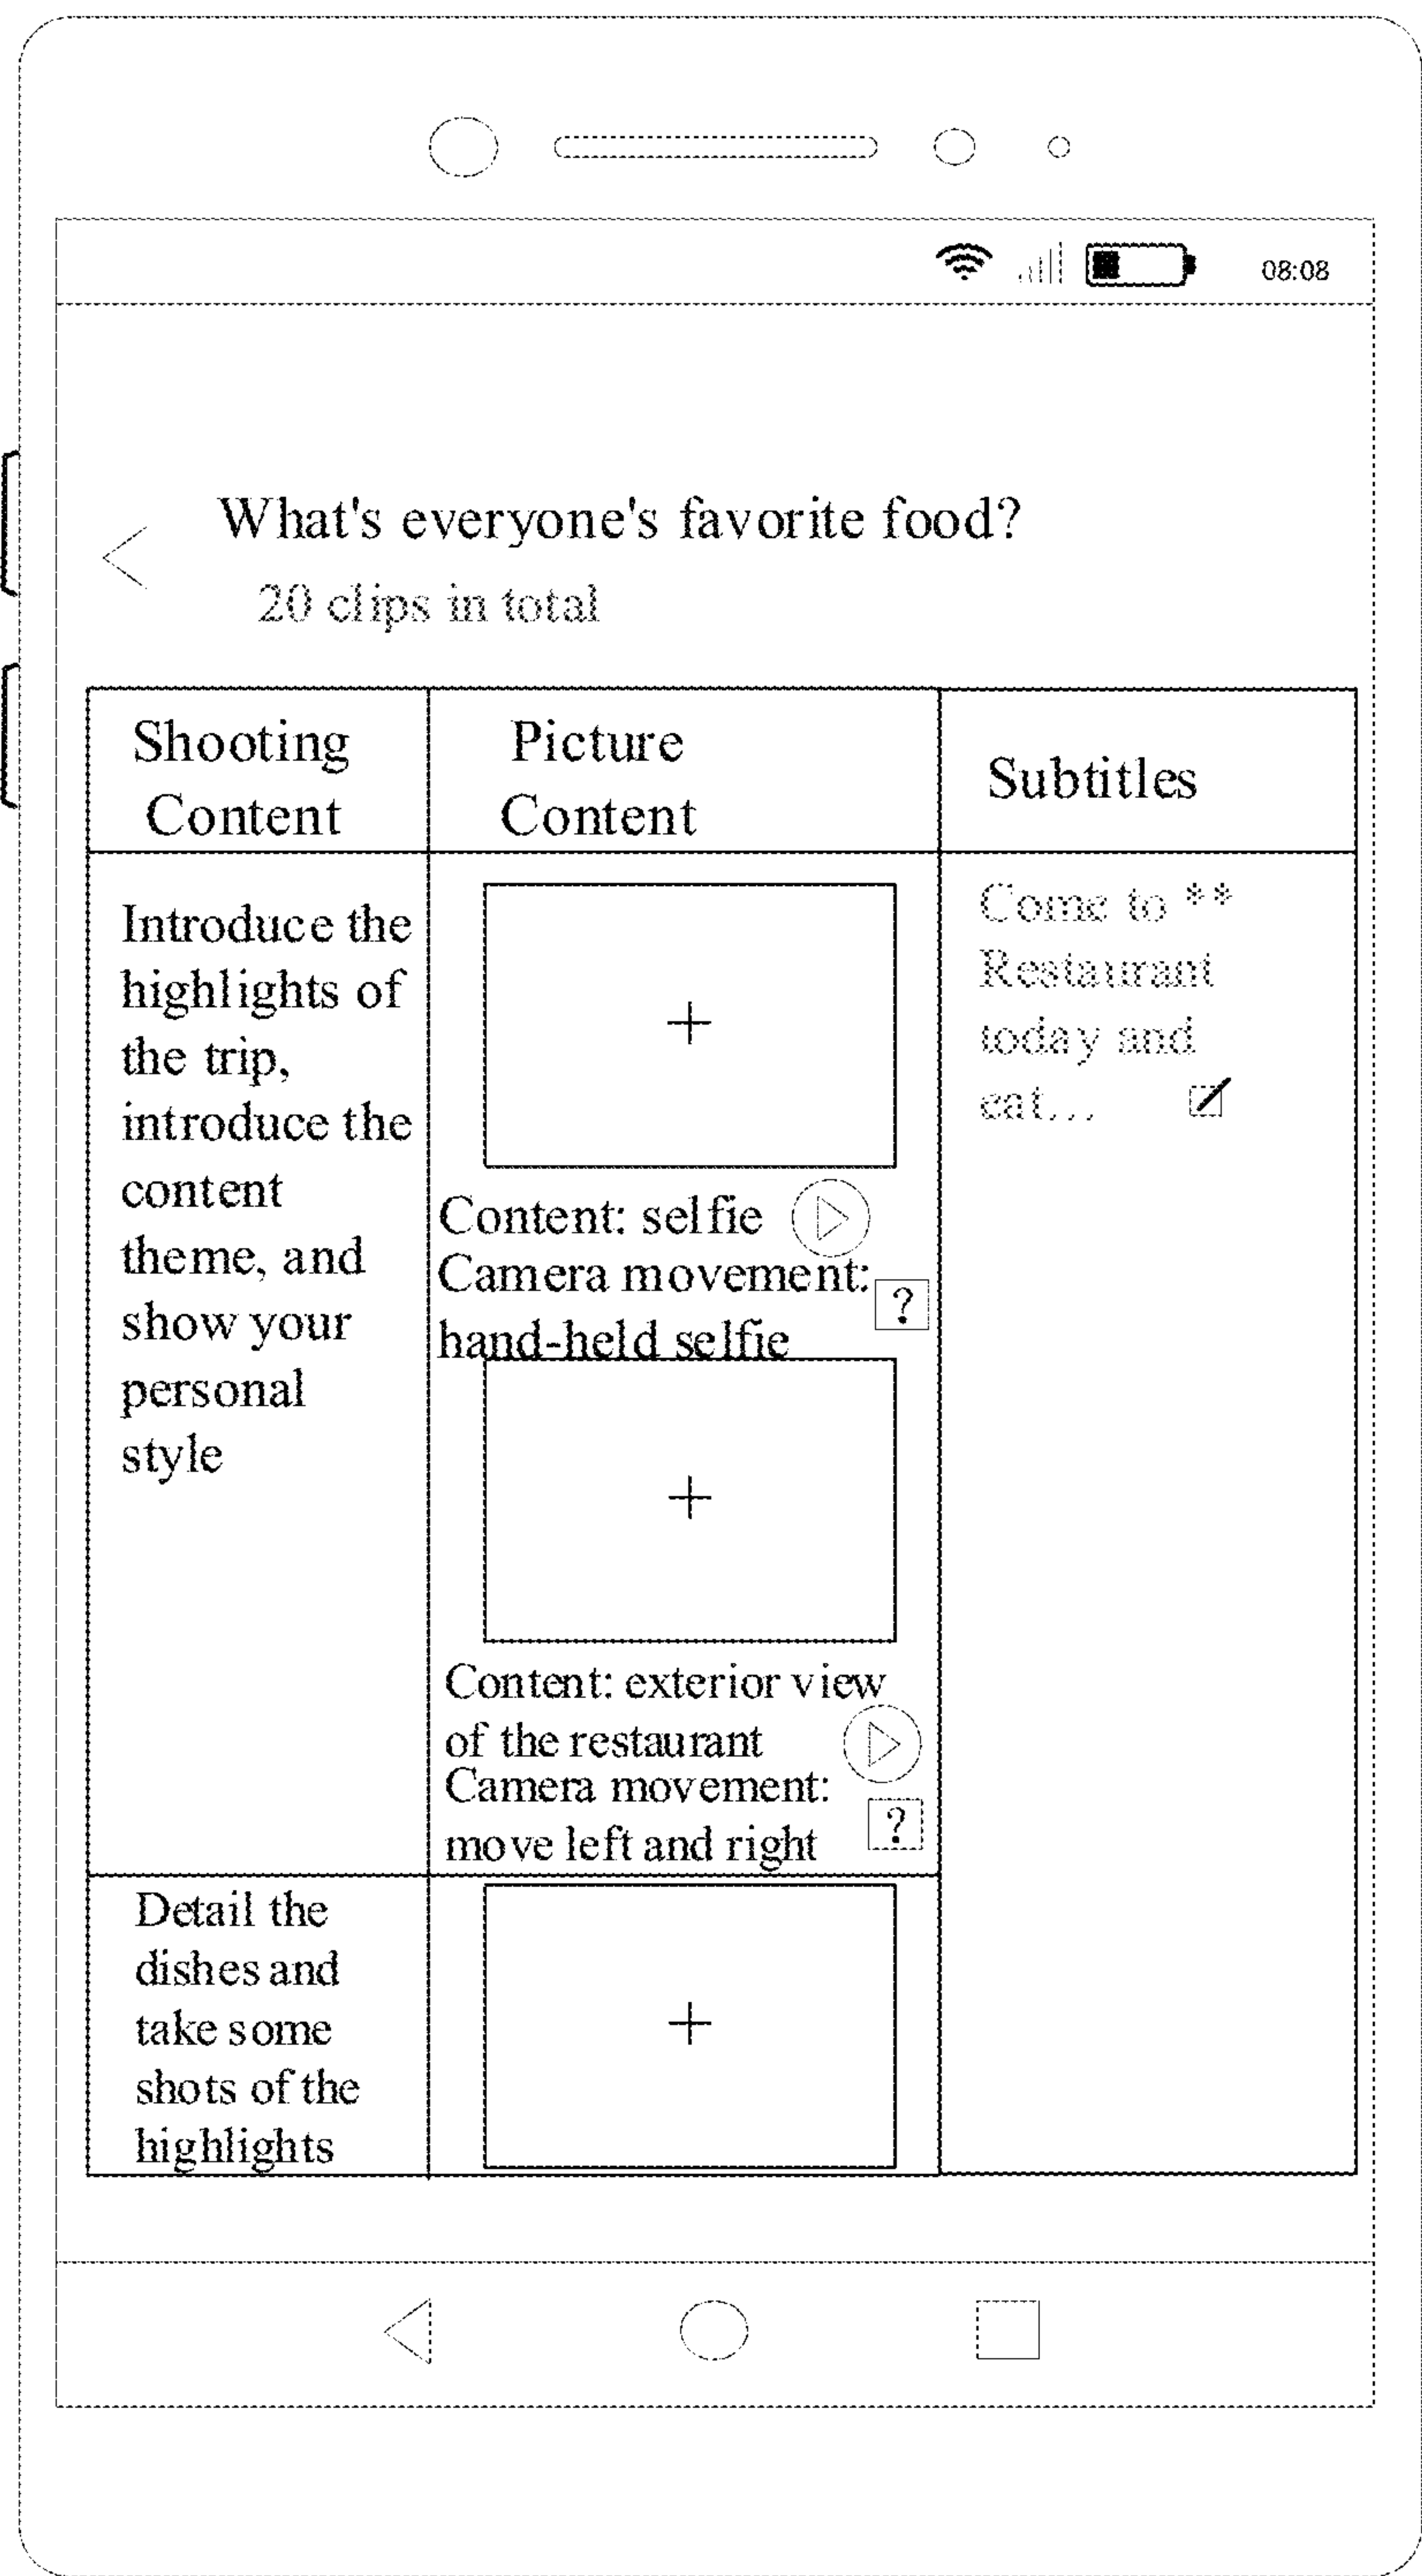 08:08
What's everyone's favorite food?
20 clips in total
Shooting
Content
Picture
Content
Subtitles
Introduce the
highlights of
the trip,
introduce the
content
theme, and
show your
personal
style
Content: selfie
Camera movement:
?
hand-held selfie
Content: exterior view
of the restaurant
Camera movement:
?
move left and right
Come to **
Restaurant
today and
eat...
Detail the
dishes and
take some
shots of the
highlights